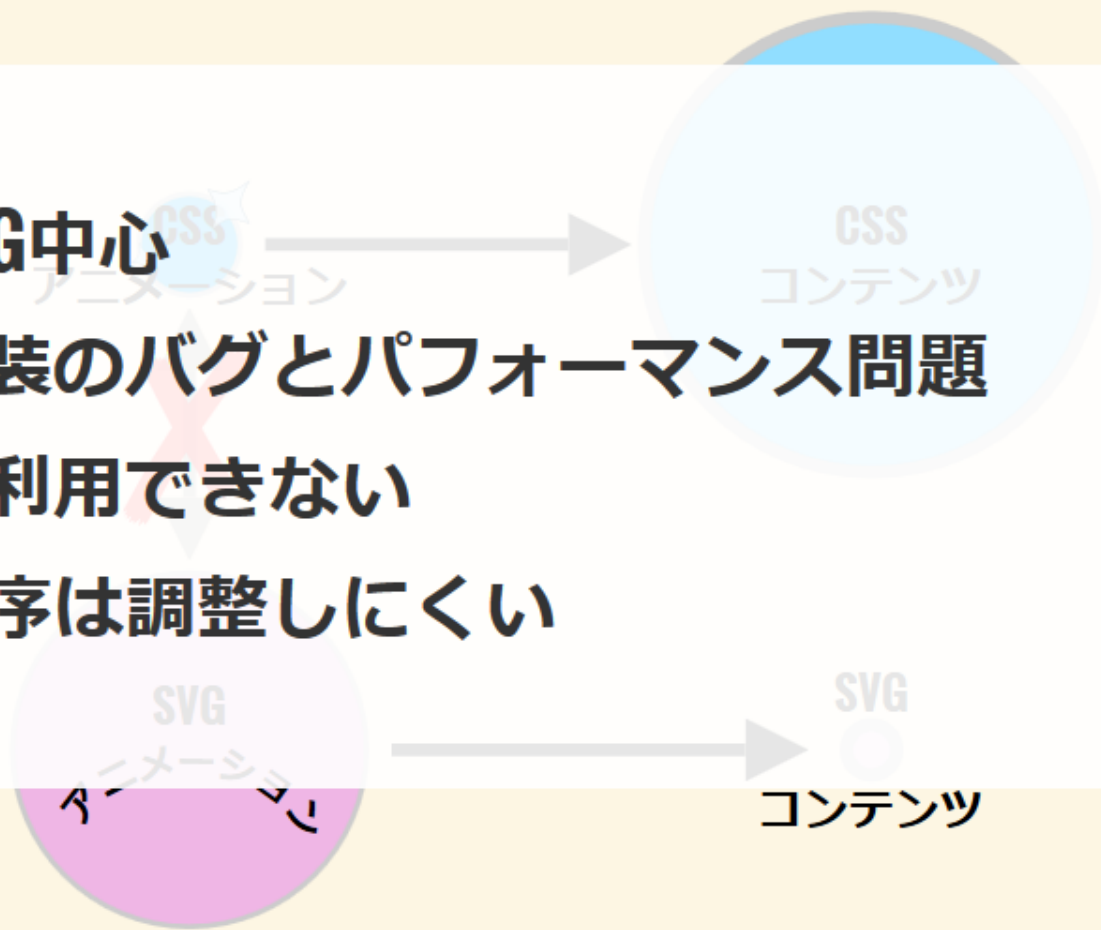 G中心
装のバグとパフォーマンス問題
利用できない
序は調整しにくい
CSS
アニメーション
CSS
コンテンツ
SVG
アニメーション
SVG
コンテンツ